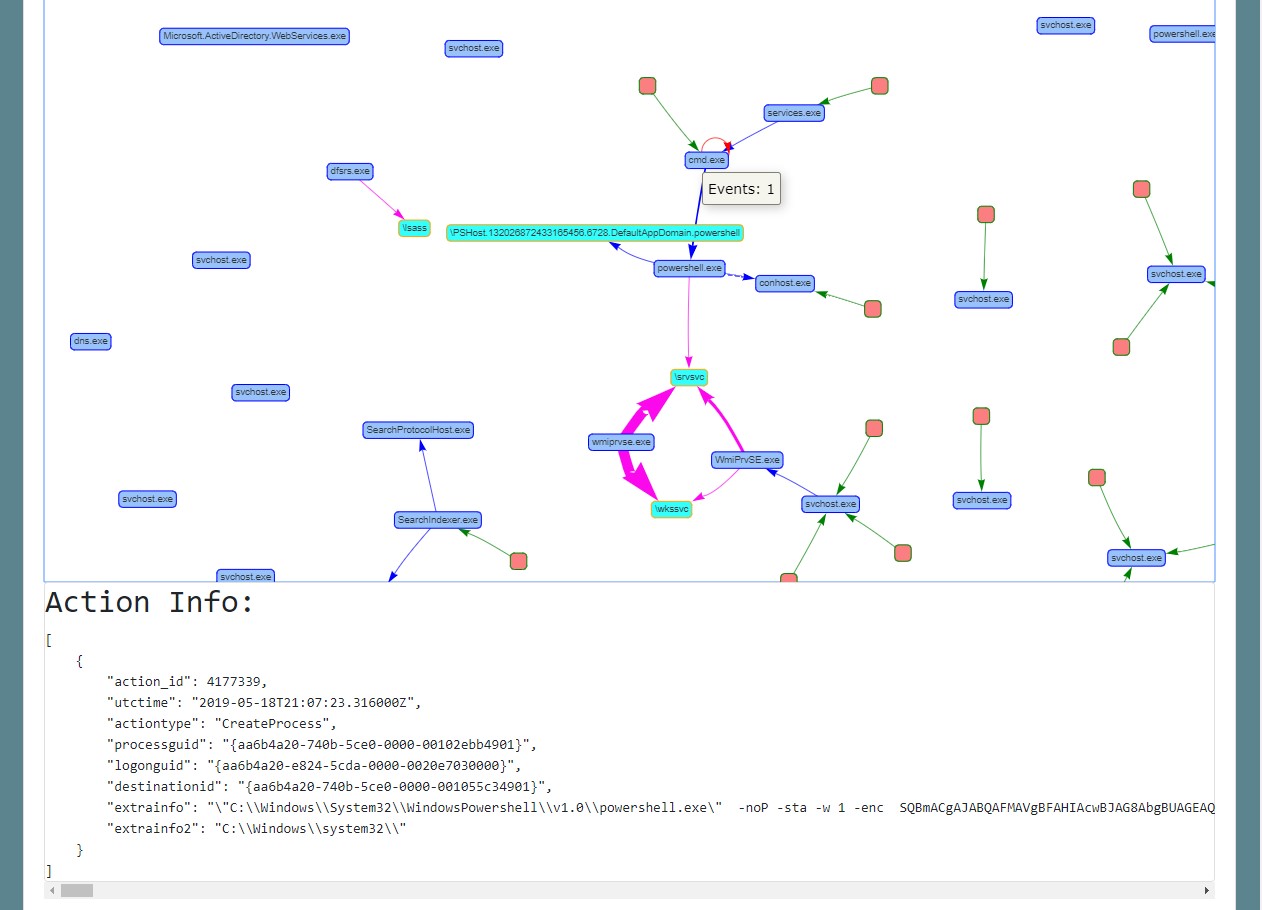 svchost.exe
Microsoft.ActiveDirectory.WebServices.exe
powershell.exe
svchost.exe
services.exe
cmd.exe
dfsrs.exe
Events: 1
\lsass
\PSHost.132026872433165456.6728.DefaultAppDomain.powershell
svchost.exe
powershell.exe
svchost.exe
conhost.exe
svchost.exe
dns.exe
\srvsvc
svchost.exe
SearchProtocolHost.exe
wmiprvse.exe
WmiPrvSE.exe
svchost.exe
svchost.exe
svchost.exe
\wkssvc
SearchIndexer.exe
svchost.exe
svchost.exe
Action Info:
[
{
"action_id": 4177339,
"utctime": "2019-05-18T21:07:23.316000Z",
"actiontype": "CreateProcess",
"processguid": "{aa6b4a20-740b-5ce0-0000-00102ebb4901}",
"logonguid": "{aa6b4a20-e824-5cda-0000-0020e7030000}",
"destinationid": "{aa6b4a20-740b-5ce0-0000-001055c34901}",
"extrainfo": "\"C:\\Windows\\System32\\WindowsPowershell\\v1.0\\powershell.exe\" -noP -sta -w 1 -enc SQBmACgAJABQAFMAVgBFAHIAcwBJAG8AbgBUAGEAQ
"extrainfo2": "C:\\Windows\\system32\\"
}
]